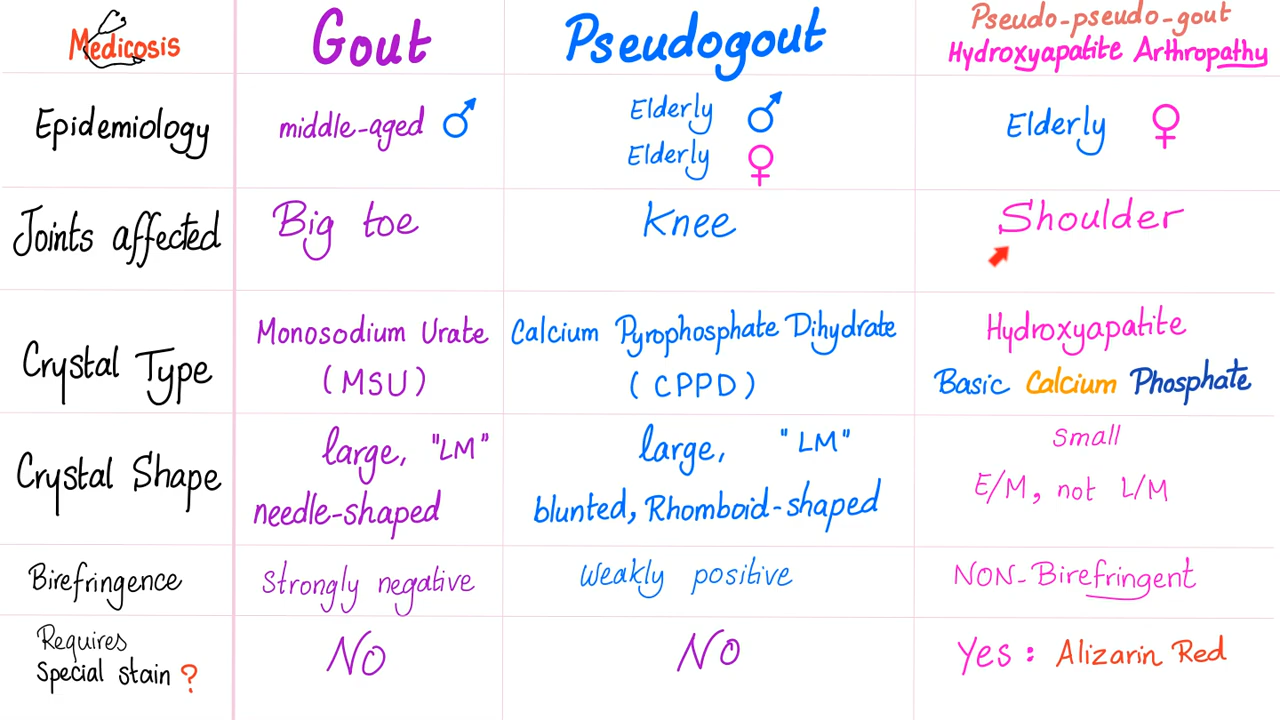 Medicosis
Gout
Pseudogout
Pseudo-pseudo-gout
Hydroxyapatite Arthropathy
Epidemiology
middle-aged ♂
Elderly ♂
Elderly ♀
Elderly ♀
Joints affected
Big toe
Knee
Shoulder
Crystal Type
Monosodium Urate
(MSU)
Calcium Pyrophosphate Dihydrate
(CPPD)
Hydroxyapatite
Basic Calcium Phosphate
Crystal Shape
large, "LM"
needle-shaped
large, "LM"
blunted, Rhomboid-shaped
Small
E/M, not L/M
Birefringence
Strongly negative
Weakly positive
NON-Birefringent
Requires
Special stain ?
NO
NO
Yes : Alizarin Red